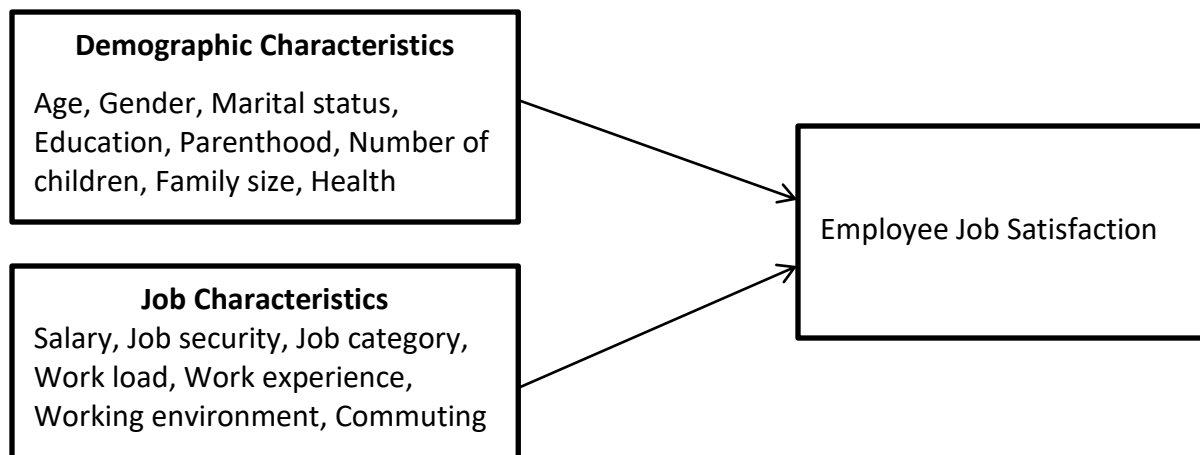 Demographic Characteristics
Age, Gender, Marital status,
Education, Parenthood, Number of
children, Family size, Health
Employee Job Satisfaction
Job Characteristics
Salary, Job security, Job category,
Work load, Work experience,
Working environment, Commuting